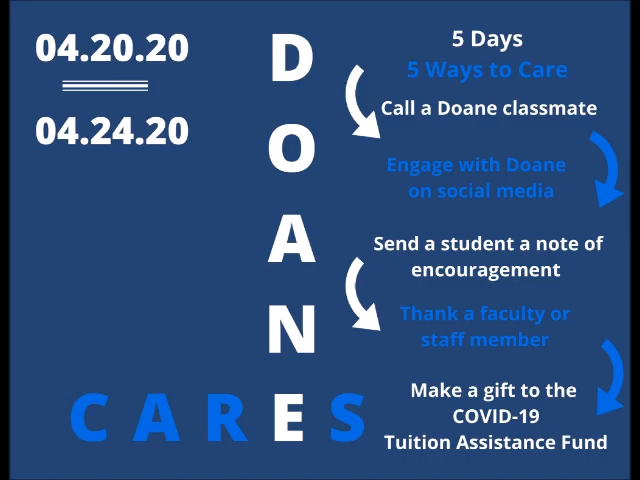 04.20.20
04.24.20
DOANE
CARES
5 Days
5 Ways to Care
Call a Doane classmate
Engage with Doane
on social media
Send a student a note of
encouragement
Thank a faculty or
staff member
Make a gift to the
COVID-19
Tuition Assistance Fund